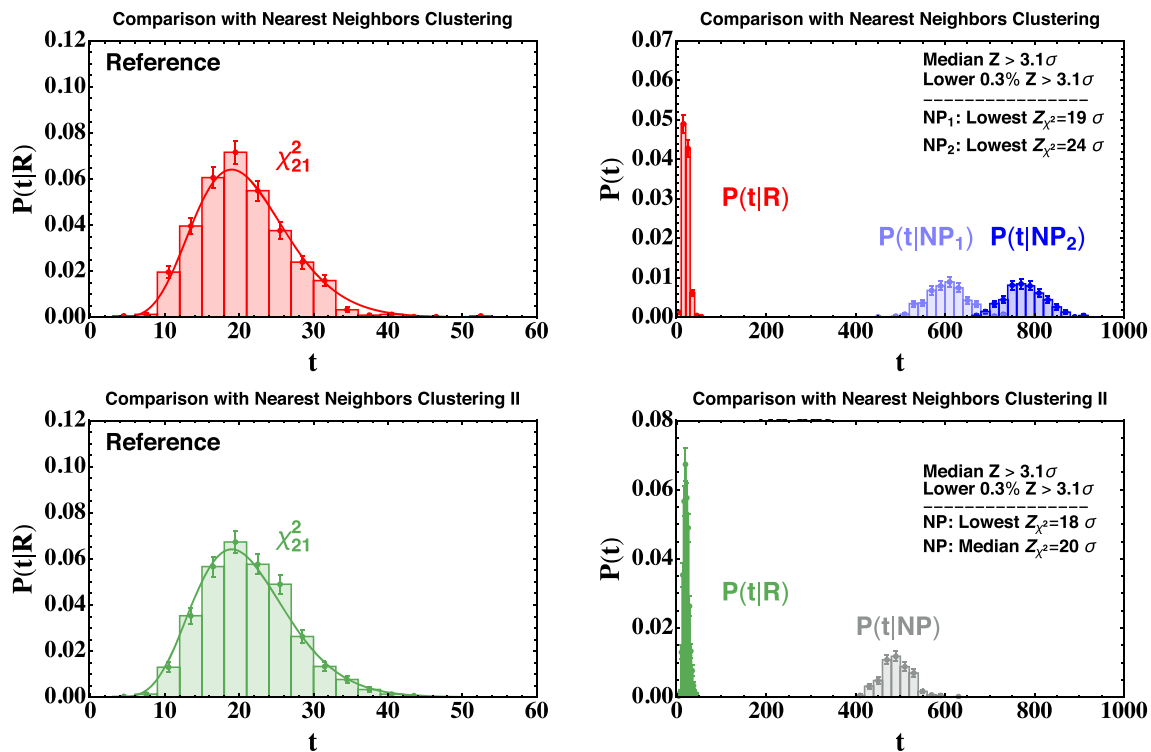 Comparison with Nearest Neighbors Clustering
0.12
0.10
0.08
0.06
0.04
0.02
0.00
P(t|R)
Reference
χ²₂₁
0 10 20 30 40 50 60
t
Comparison with Nearest Neighbors Clustering
0.07
0.06
0.05
0.04
0.03
0.02
0.01
0.00
P(t)
Median Z > 3.1σ
Lower 0.3% Z > 3.1σ
NP₁: Lowest Zχ²=19 σ
NP₂: Lowest Zχ²=24 σ
P(t|R)
P(t|NP₁) P(t|NP₂)
0 200 400 600 800 1000
t
Comparison with Nearest Neighbors Clustering II
0.12
0.10
0.08
0.06
0.04
0.02
0.00
P(t|R)
Reference
χ²₂₁
0 10 20 30 40 50 60
t
Comparison with Nearest Neighbors Clustering II
0.08
0.06
0.04
0.02
0.00
P(t)
Median Z > 3.1σ
Lower 0.3% Z > 3.1σ
NP: Lowest Zχ²=18 σ
NP: Median Zχ²=20 σ
P(t|R)
P(t|NP)
0 200 400 600 800 1000
t